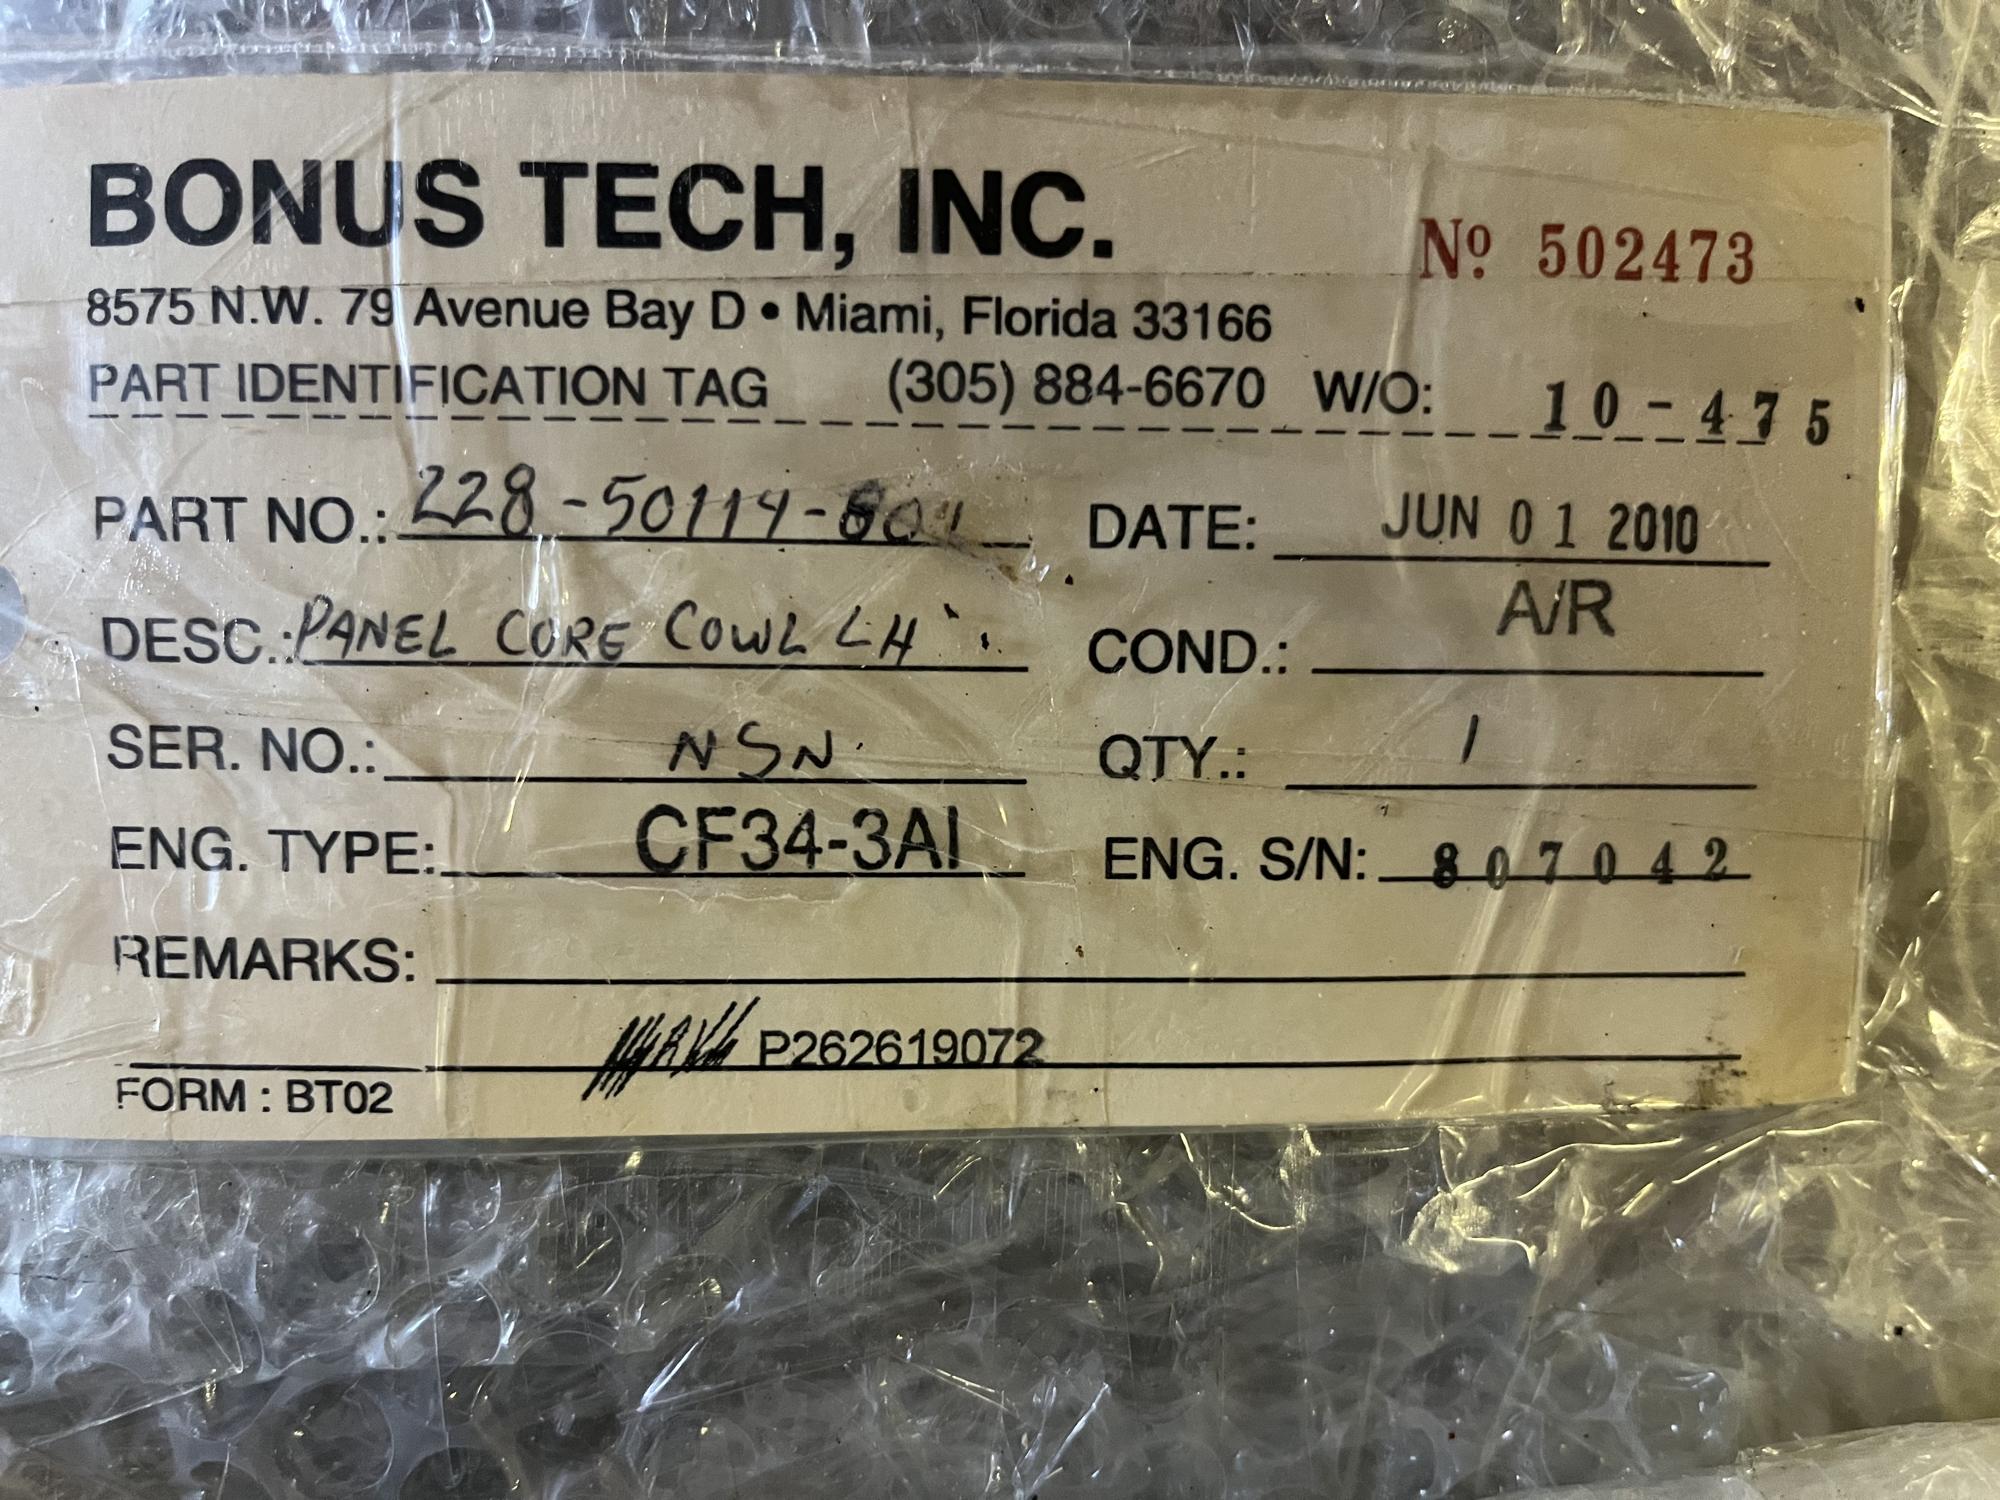 BONUS TECH, INC.
Nº 502473
8575 N.W. 79 Avenue Bay D • Miami, Florida 33166
PART IDENTIFICATION TAG (305) 884-6670 W/O: 10-475
PART NO.: 228-50114-804 DATE: JUN 01 2010
DESC.: PANEL CORE COWL LH COND.: A/R
SER. NO.: NSN QTY.: 1
ENG. TYPE: CF34-3A1 ENG. S/N: 807042
REMARKS:
P262619072
FORM : BT02